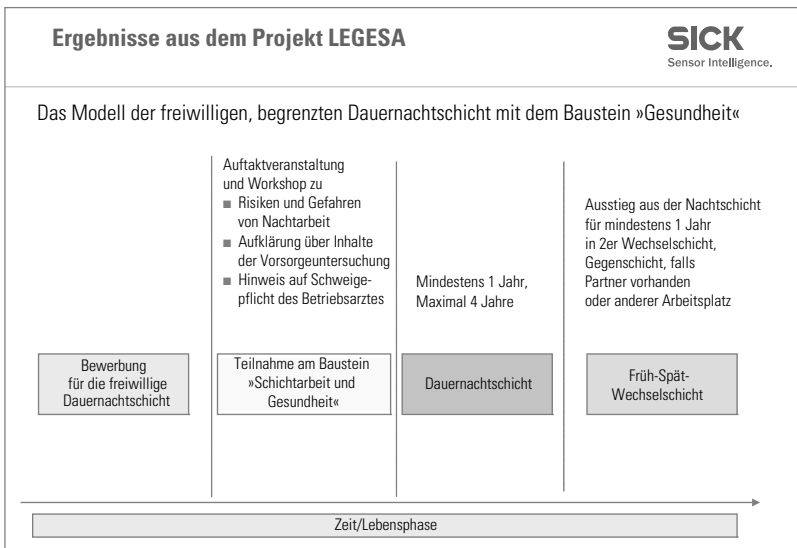 Ergebnisse aus dem Projekt LEGESA
SICK
Sensor Intelligence.
Das Modell der freiwilligen, begrenzten Dauernachtschicht mit dem Baustein »Gesundheit«
Auftaktveranstaltung
und Workshop zu
■ Risiken und Gefahren
von Nachtarbeit
■ Aufklärung über Inhalte
der Vorsorgeuntersuchung
■ Hinweis auf Schweige-
pflicht des Betriebsarztes
Mindestens 1 Jahr,
Maximal 4 Jahre
Ausstieg aus der Nachtschicht
für mindestens 1 Jahr
in 2er Wechselschicht,
Gegenschicht, falls
Partner vorhanden
oder anderer Arbeitsplatz
Bewerbung
für die freiwillige
Dauernachtschicht
Teilnahme am Baustein
»Schichtarbeit und
Gesundheit«
Dauernachtschicht
Früh-Spät-
Wechselschicht
Zeit/Lebensphase